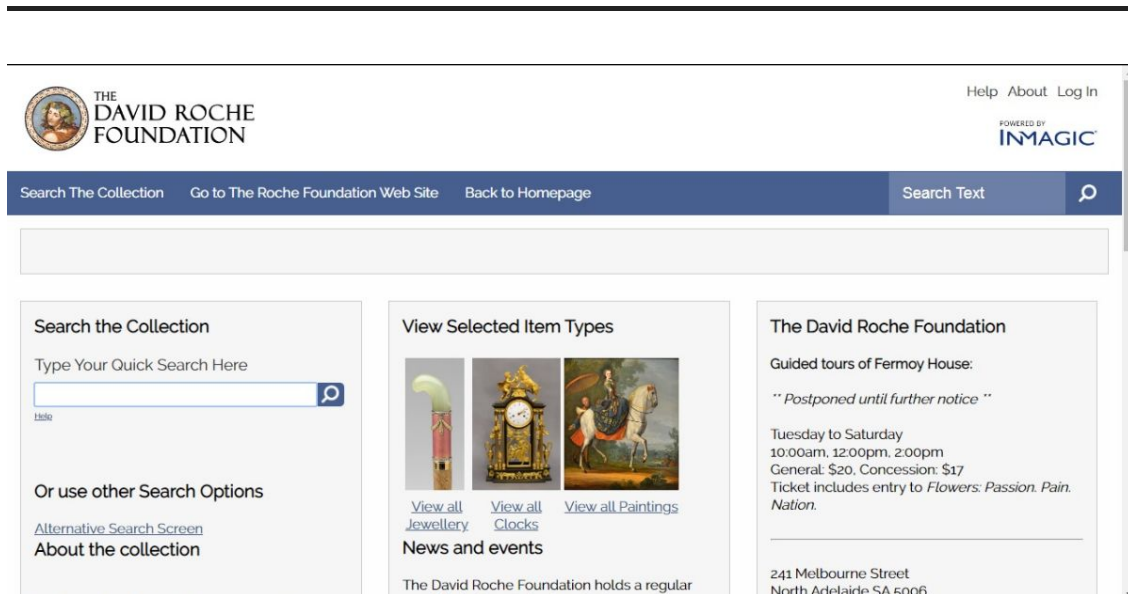 THE
DAVID ROCHE
FOUNDATION
Help About Log In
POWERED BY
INMAGIC
Search The Collection Go to The Roche Foundation Web Site Back to Homepage Search Text
Search the Collection
Type Your Quick Search Here
Help
Or use other Search Options
Alternative Search Screen
About the collection
View Selected Item Types
View all Jewellery
View all Clocks
View all Paintings
News and events
The David Roche Foundation holds a regular
The David Roche Foundation
Guided tours of Fermoy House:
** Postponed until further notice **
Tuesday to Saturday
10:00am, 12:00pm, 2:00pm
General: $20, Concession: $17
Ticket includes entry to Flowers: Passion. Pain.
Nation.
241 Melbourne Street
North Adelaide SA 5006